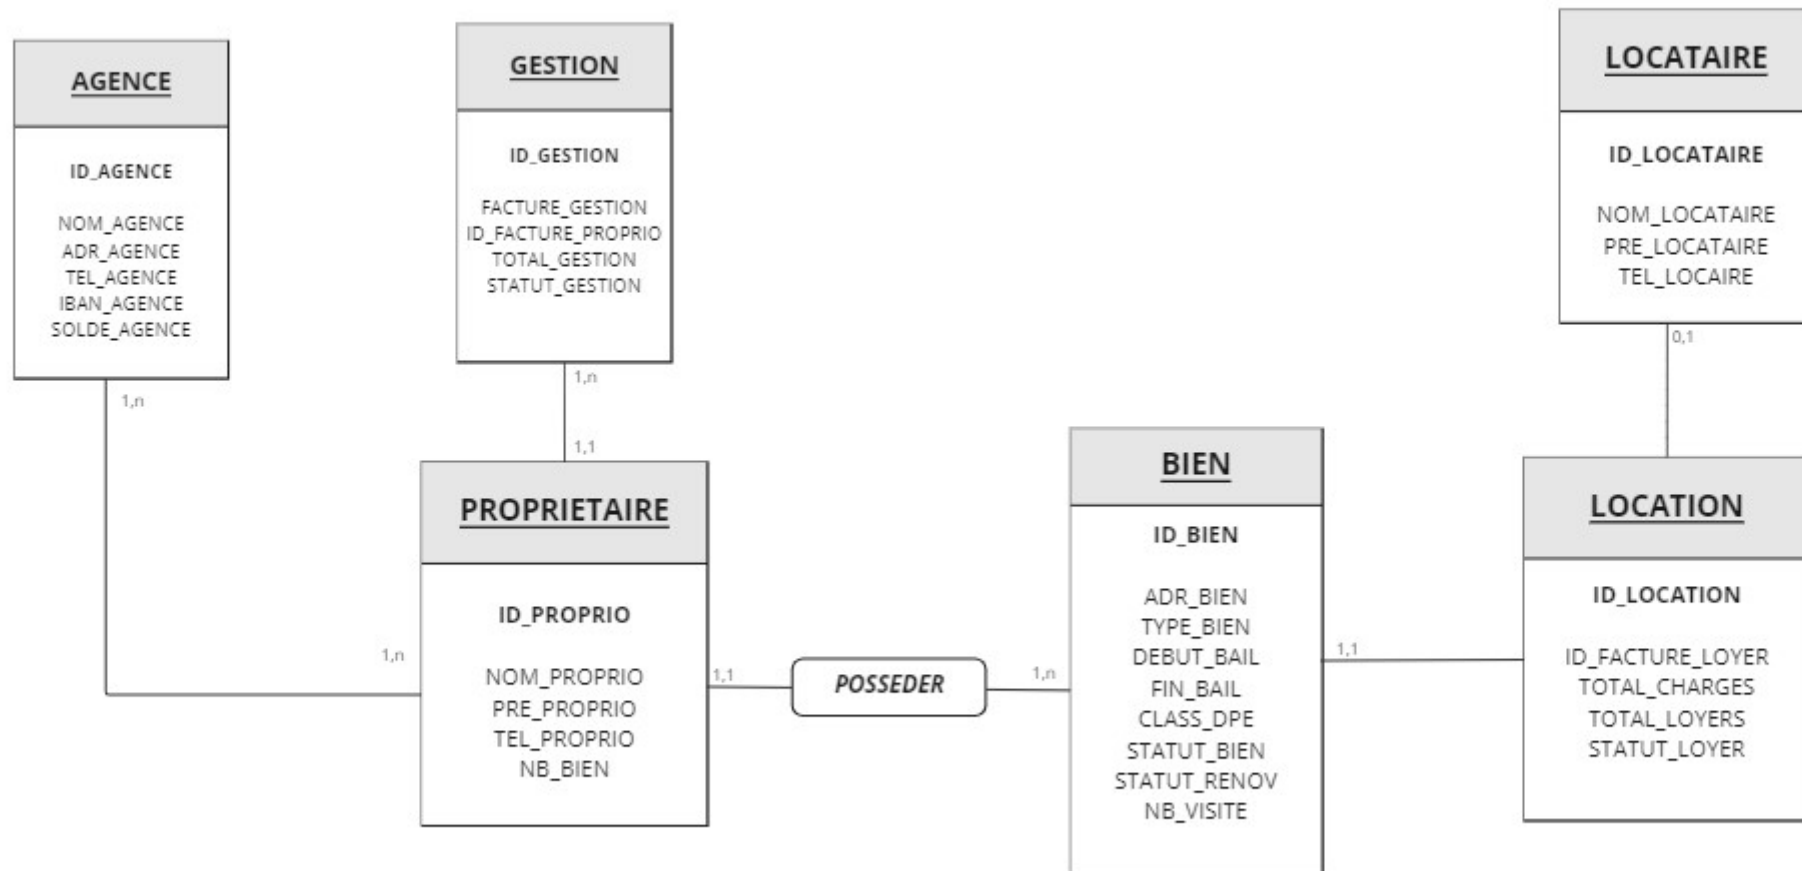 AGENCE
ID_AGENCE
NOM_AGENCE
ADR_AGENCE
TEL_AGENCE
IBAN_AGENCE
SOLDE_AGENCE
1,n
GESTION
ID_GESTION
FACTURE_GESTION
ID_FACTURE_PROPRIO
TOTAL_GESTION
STATUT_GESTION
1,n
1,1
PROPRIETAIRE
ID_PROPRIO
NOM_PROPRIO
PRE_PROPRIO
TEL_PROPRIO
NB_BIEN
1,n
1,1
POSSEDER
1,n
BIEN
ID_BIEN
ADR_BIEN
TYPE_BIEN
DEBUT_BAIL
FIN_BAIL
CLASS_DPE
STATUT_BIEN
STATUT_RENOV
NB_VISITE
1,1
LOCATAIRE
ID_LOCATAIRE
NOM_LOCATAIRE
PRE_LOCATAIRE
TEL_LOCAIRE
0,1
LOCATION
ID_LOCATION
ID_FACTURE_LOYER
TOTAL_CHARGES
TOTAL_LOYERS
STATUT_LOYER